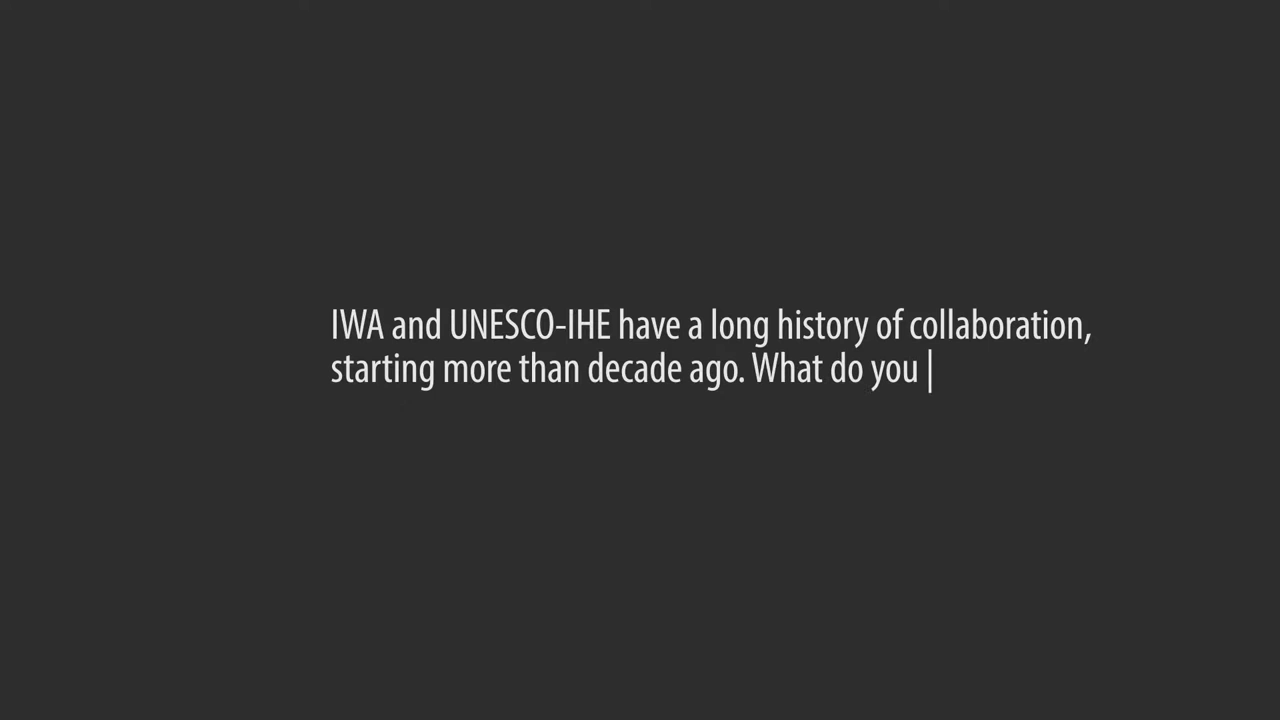 IWA and UNESCO-IHE have a long history of collaboration,
starting more than decade ago. What do you |